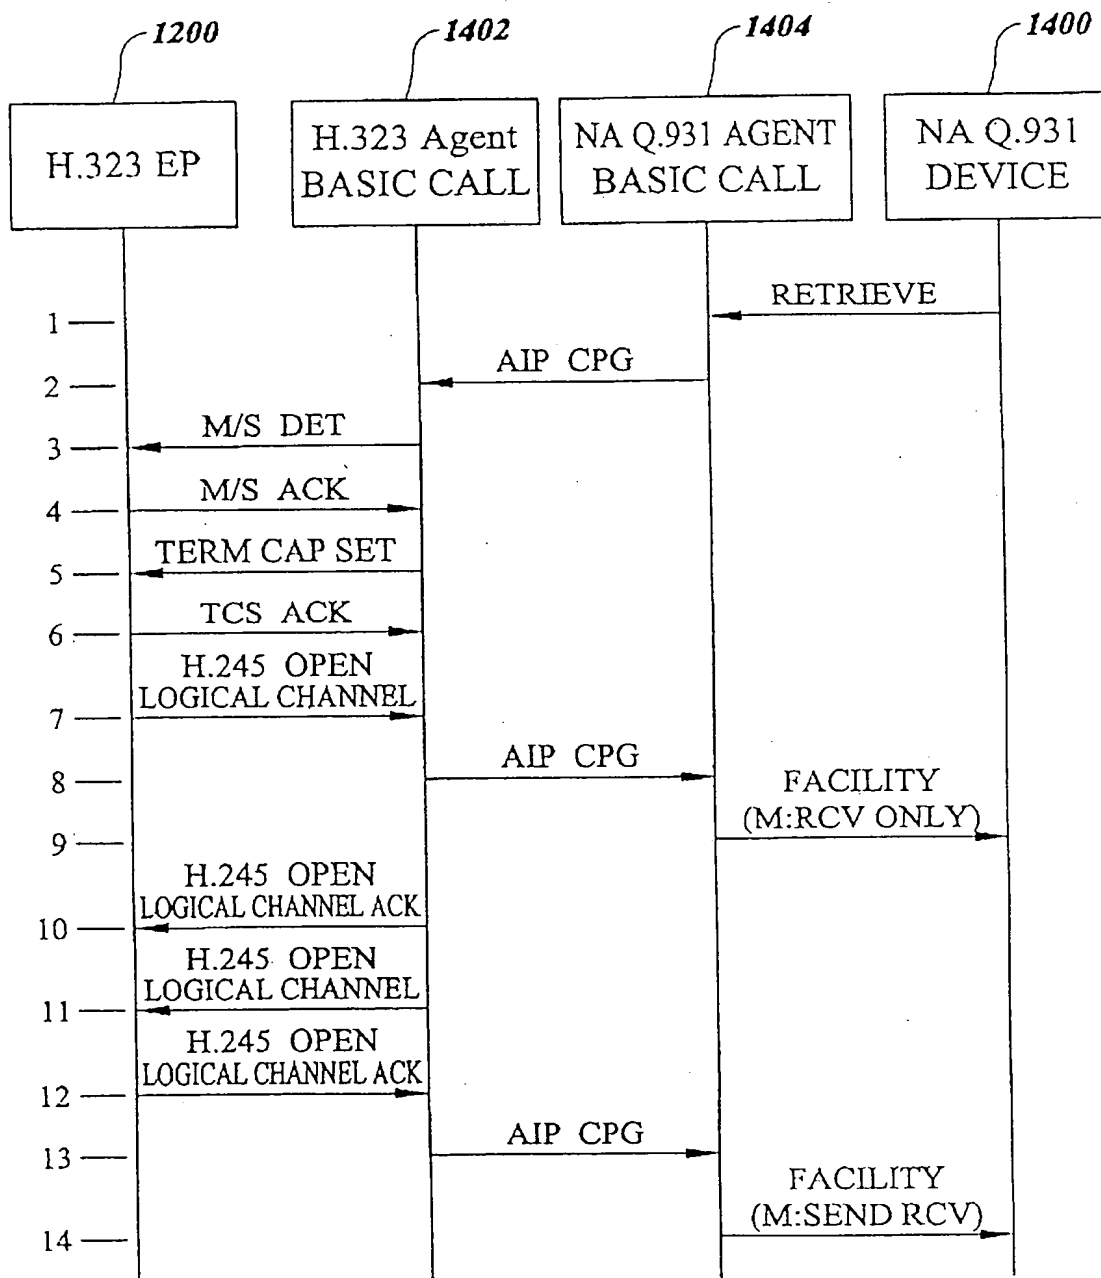 1200
1402
1404
1400
H.323 EP
H.323 Agent
BASIC CALL
NA Q.931 AGENT
BASIC CALL
NA Q.931
DEVICE
RETRIEVE
1
AIP CPG
2
M/S DET
3
M/S ACK
4
TERM CAP SET
5
TCS ACK
6
H.245 OPEN
LOGICAL CHANNEL
7
AIP CPG
8
FACILITY
(M:RCV ONLY)
9
H.245 OPEN
LOGICAL CHANNEL ACK
10
H.245 OPEN
LOGICAL CHANNEL
11
H.245 OPEN
LOGICAL CHANNEL ACK
12
AIP CPG
13
FACILITY
(M:SEND RCV)
14